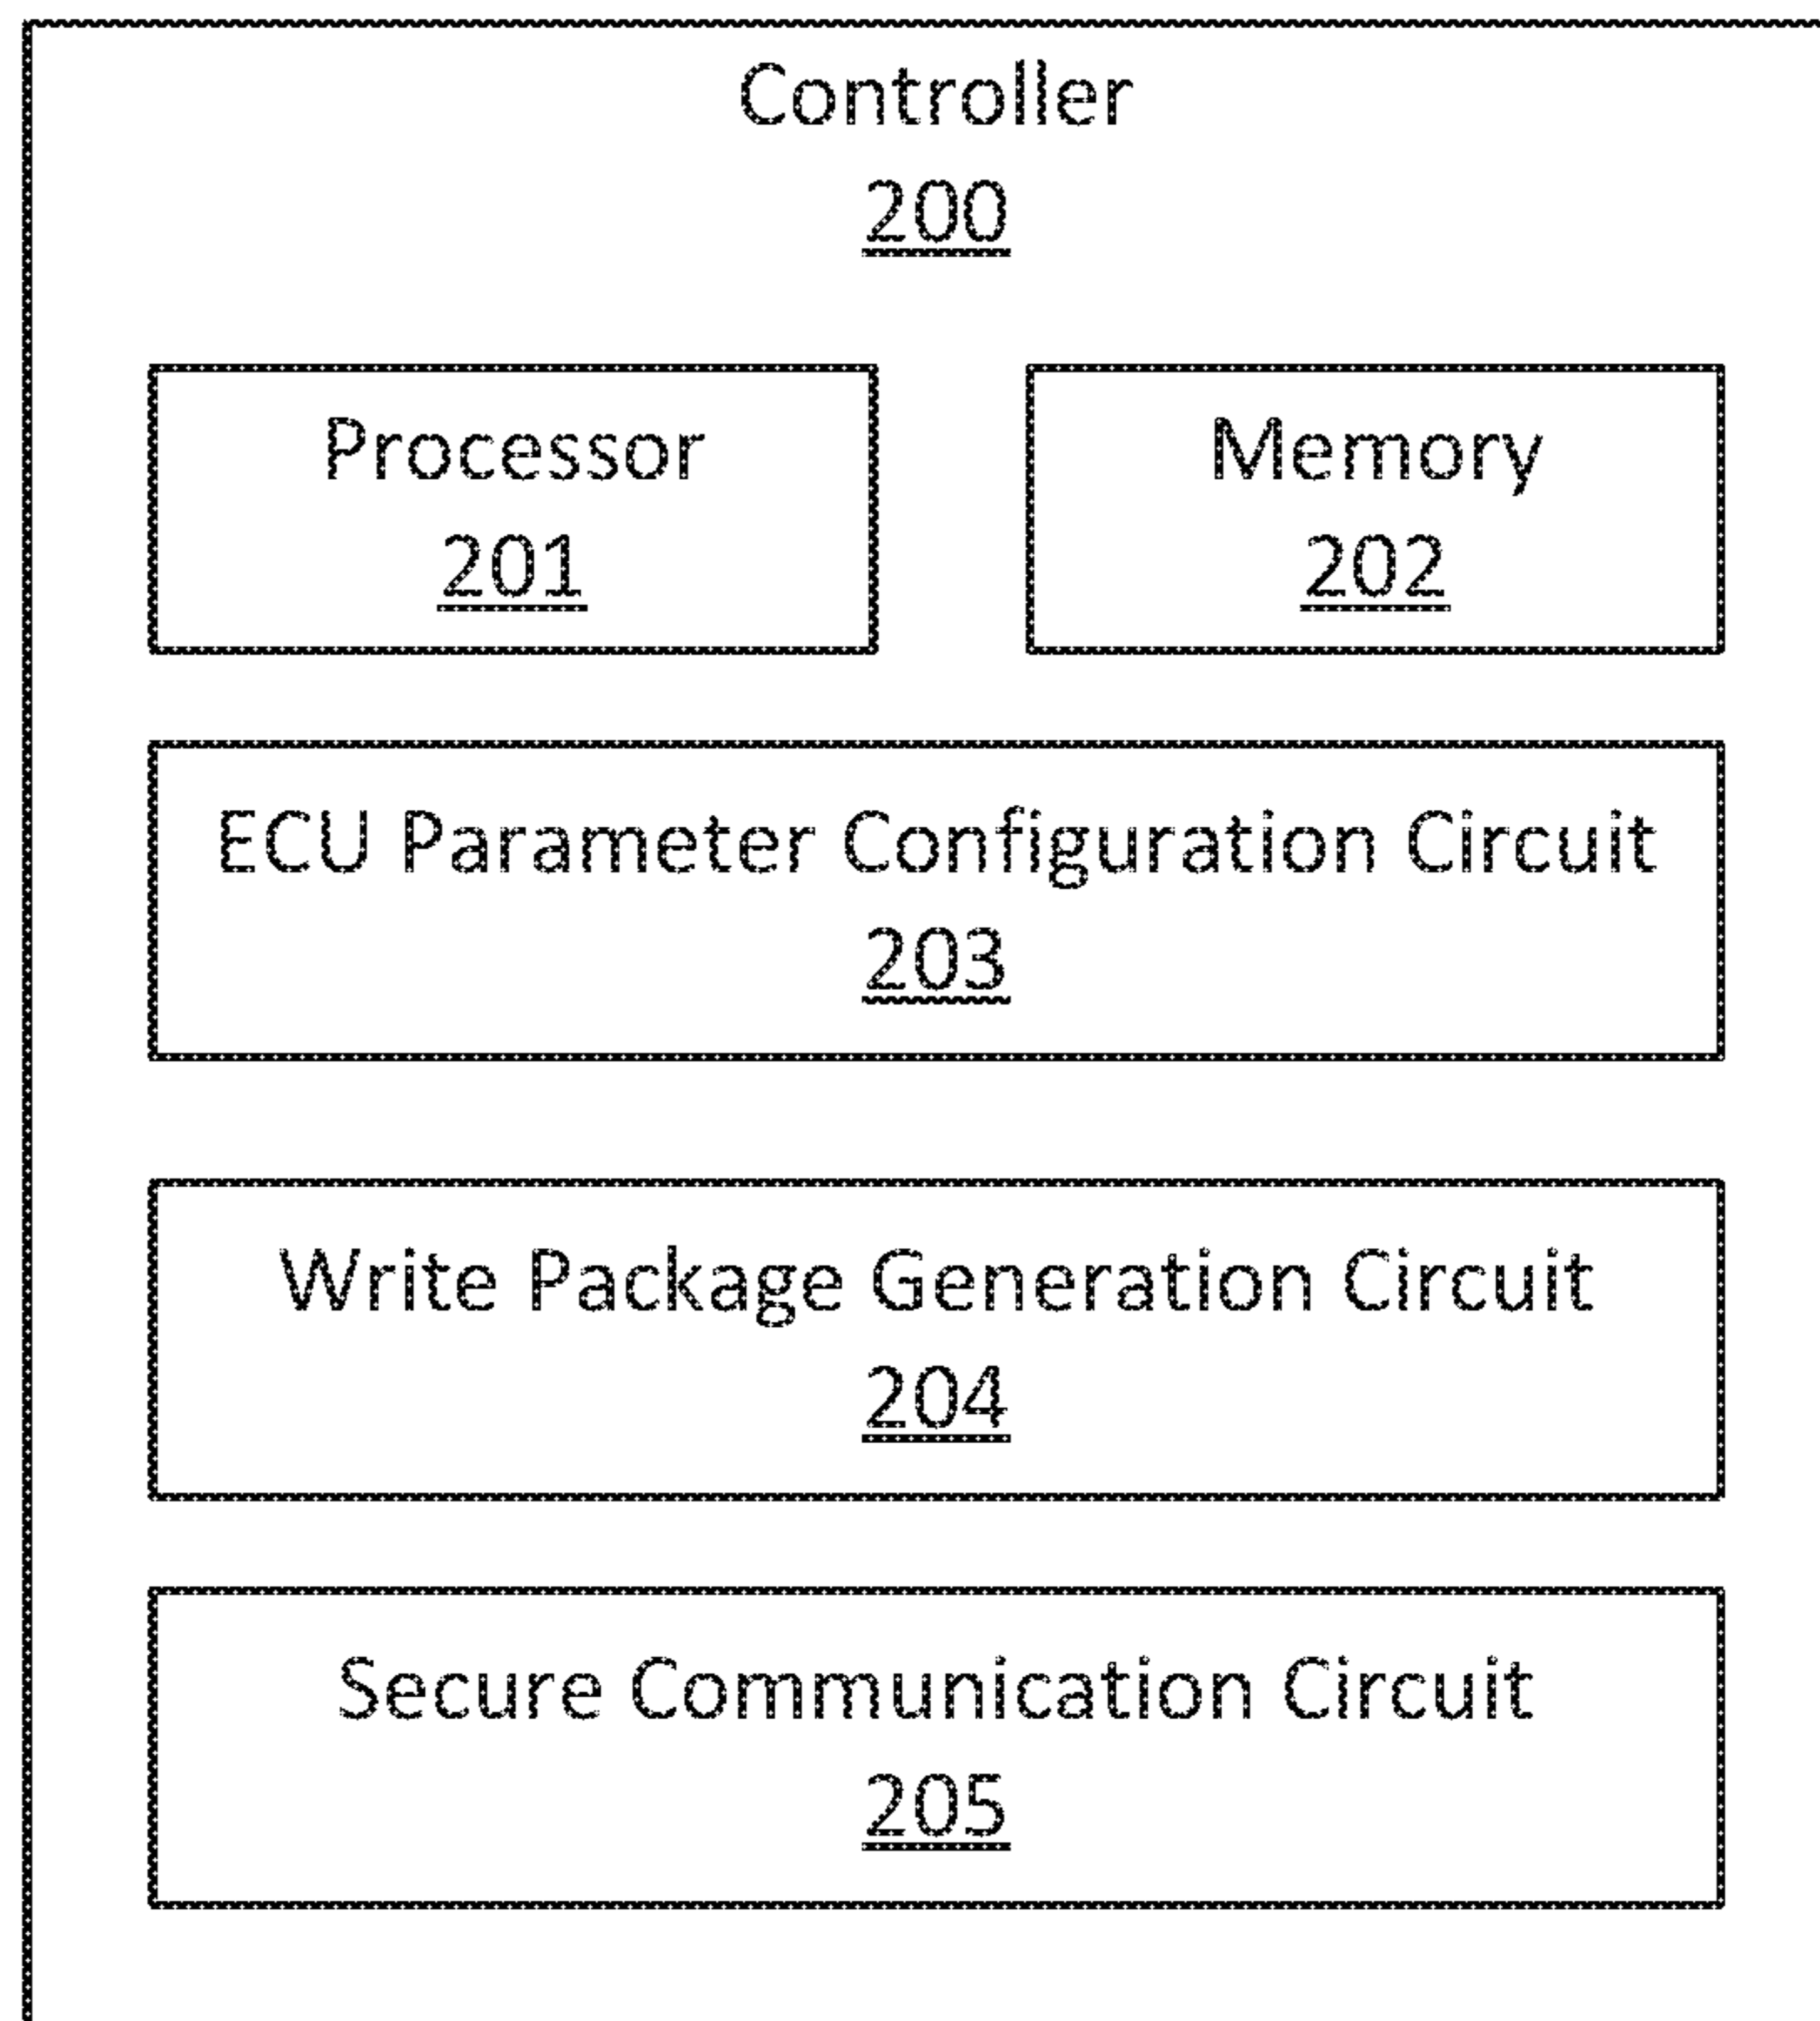 Controller
200
Processor
201
Memory
202
ECU Parameter Configuration Circuit
203
Write Package Generation Circuit
204
Secure Communication Circuit
205